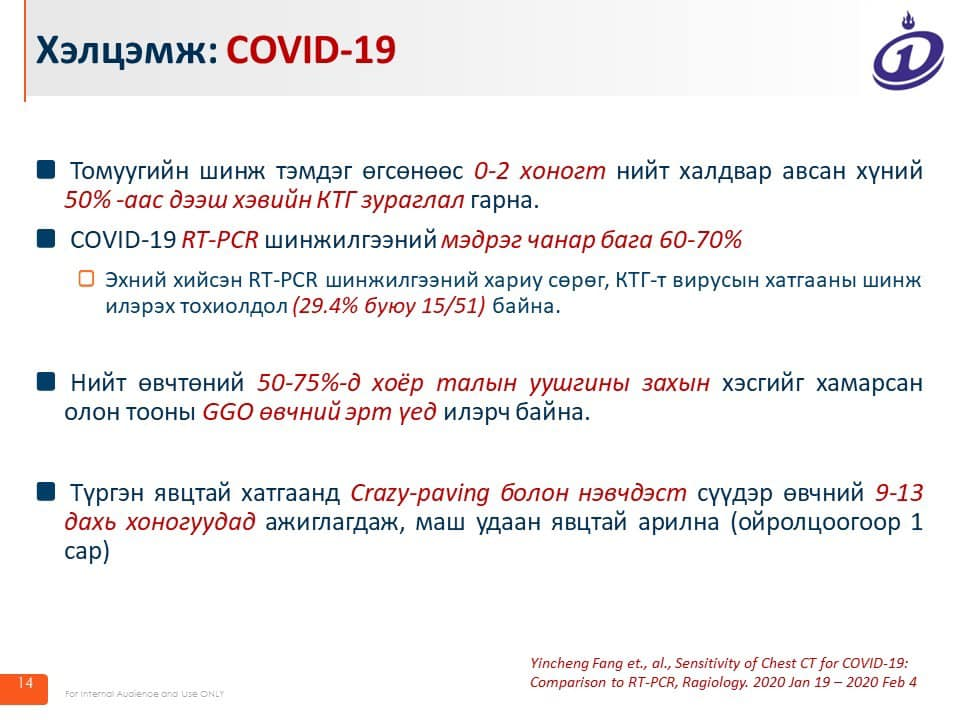 Хэлцэмж: COVID-19
Томуугийн шинж тэмдэг өгсөнөөс 0-2 хоногт нийт халдвар авсан хүний
50% -аас дээш хэвийн КТГ зураглал гарна.
COVID-19 RT-PCR шинжилгээний мэдрэг чанар бага 60-70%
Эхний хийсэн RT-PCR шинжилгээний хариу сөрөг, КТГ-т вирусын хатгааны шинж
илэрэх тохиолдол (29.4% буюу 15/51) байна.
Нийт өвчтөний 50-75%-д хоёр талын уушгины захын хэсгийг хамарсан
олон тооны GGO өвчний эрт үед илэрч байна.
Түргэн явцтай хатгаанд Crazy-paving болон нэвчдэст сүүдэр өвчний 9-13
дахь хоногуудад ажиглагдаж, маш удаан явцтай арилна (ойролцоогоор 1
сар)
Yincheng Fang et., al., Sensitivity of Chest CT for COVID-19:
Comparison to RT-PCR, Ragiology. 2020 Jan 19 – 2020 Feb 4
14
For Internal Audience and Use ONLY